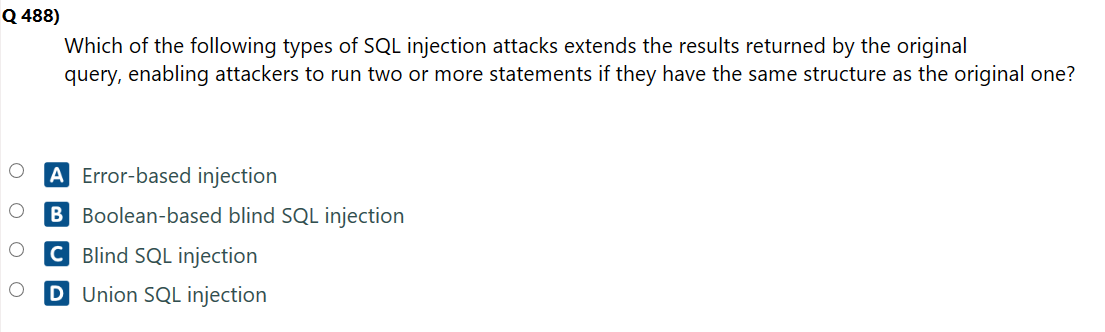 Q 488)
Which of the following types of SQL injection attacks extends the results returned by the original
query, enabling attackers to run two or more statements if they have the same structure as the original one?
A Error-based injection
B Boolean-based blind SQL injection
C Blind SQL injection
D Union SQL injection